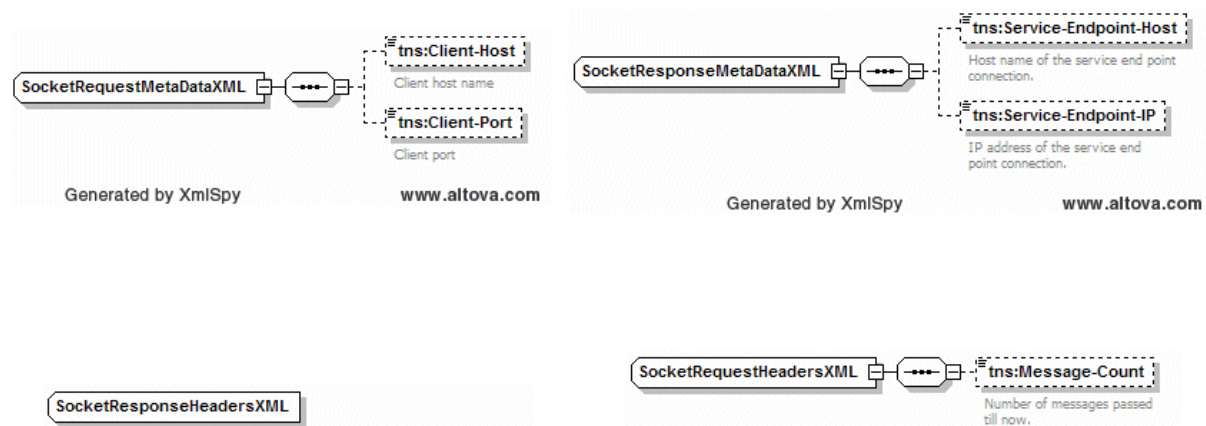 SocketRequestMetaDataXML
tns:Client-Host
Client host name
tns:Client-Port
Client port
Generated by XmlSpy
www.altova.com
SocketResponseMetaDataXML
tns:Service-Endpoint-Host
Host name of the service end point
connection.
tns:Service-Endpoint-IP
IP address of the service end
point connection.
Generated by XmlSpy
www.altova.com
SocketResponseHeadersXML
SocketRequestHeadersXML
tns:Message-Count
Number of messages passed
till now.